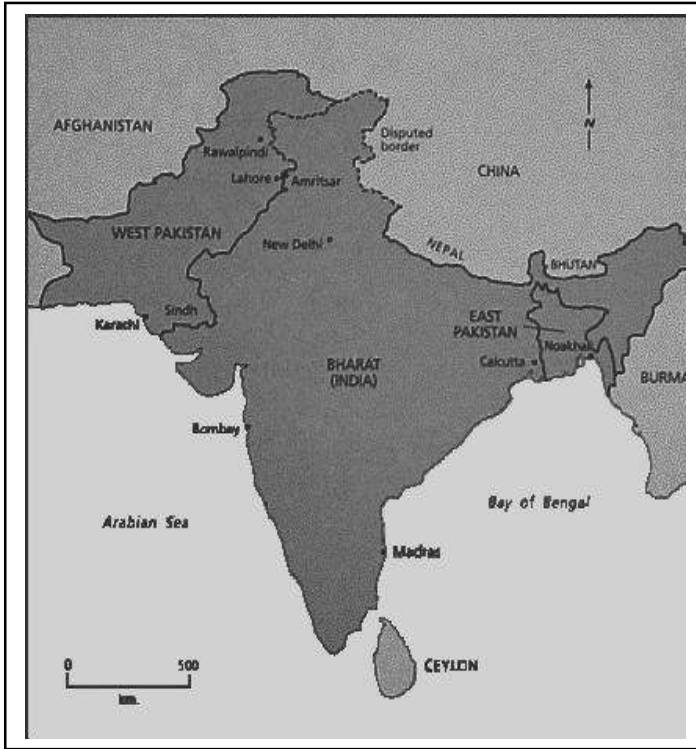 AFGHANISTAN
Rawalpindi
Disputed
border
N
Lahore
Amritsar
CHINA
WEST PAKISTAN
New Delhi
NEPAL
BHUTAN
Sindh
Karachi
EAST
PAKISTAN
Noakhali
Calcutta
BHARAT
(INDIA)
BURMA
Bombay
Arabian Sea
Bay of Bengal
Madras
CEYLON
0 500
km.